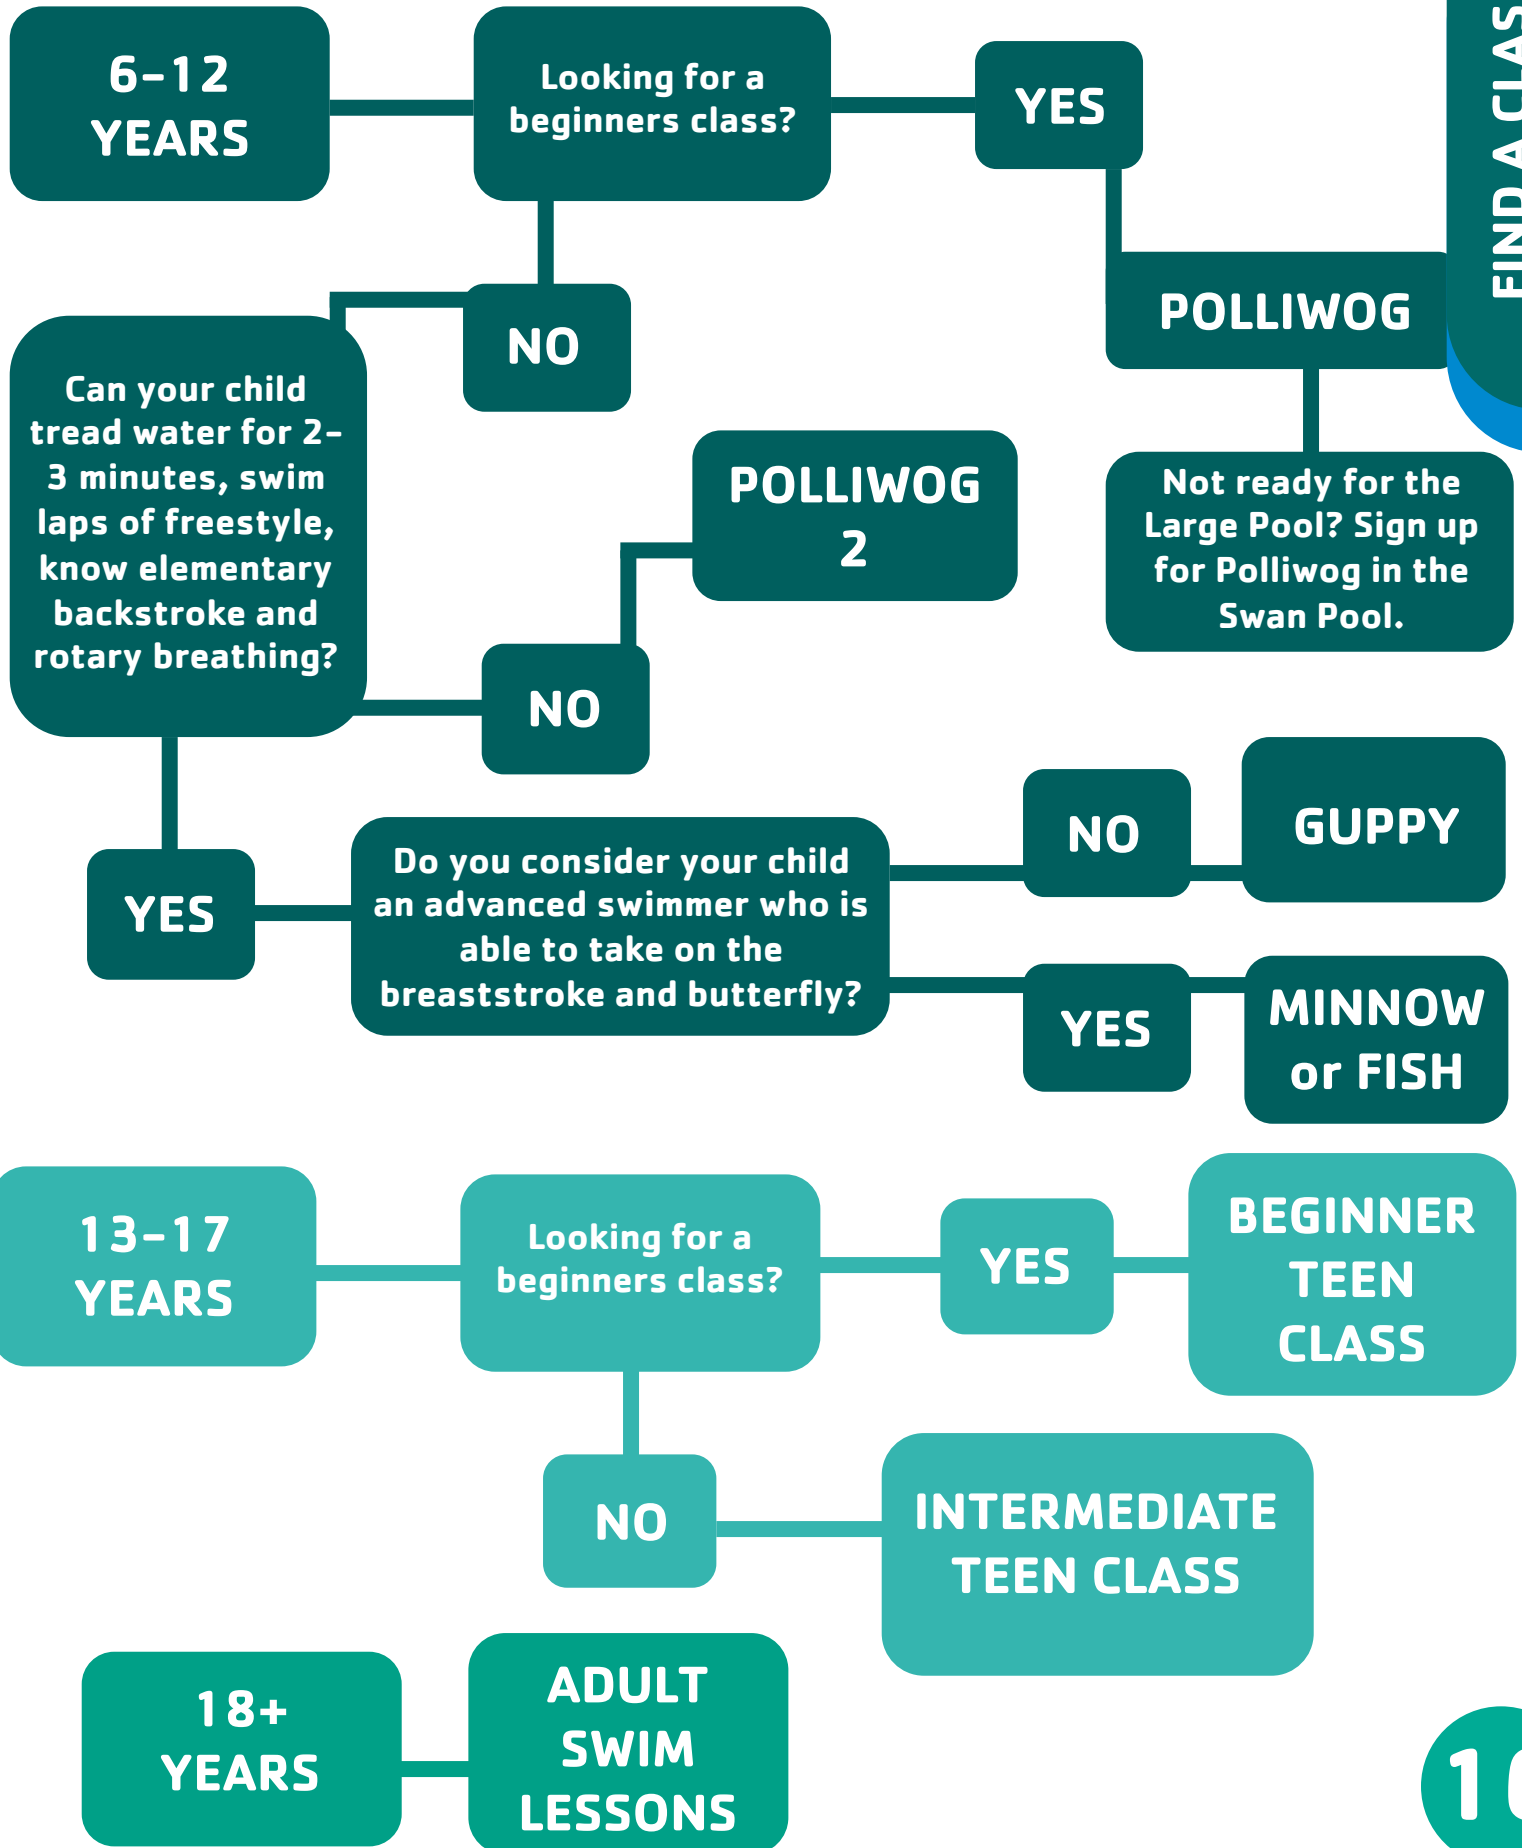 6-12
YEARS
Looking for a
beginners class?
YES
FIND A CLAS
POLLIWOG
NO
Not ready for the
Large Pool? Sign up
for Polliwog in the
Swan Pool.
Can your child
tread water for 2-
3 minutes, swim
laps of freestyle,
know elementary
backstroke and
rotary breathing?
POLLIWOG
2
NO
YES
Do you consider your child
an advanced swimmer who is
able to take on the
breaststroke and butterfly?
NO
GUPPY
YES
MINNOW
or FISH
13-17
YEARS
Looking for a
beginners class?
YES
BEGINNER
TEEN
CLASS
NO
INTERMEDIATE
TEEN CLASS
18+
YEARS
ADULT
SWIM
LESSONS